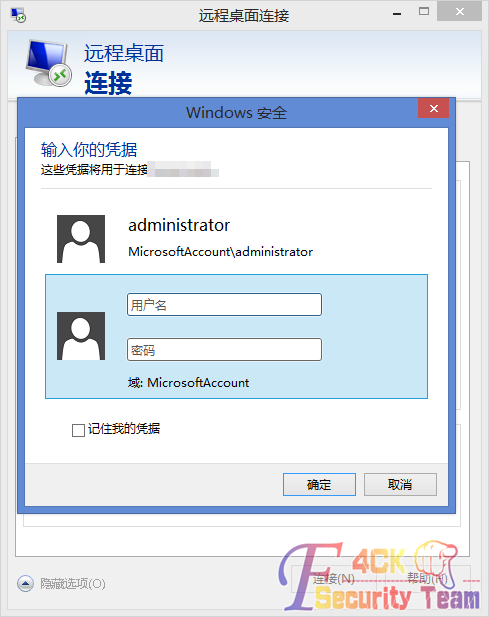 远程桌面连接
远程桌面
连接
Windows 安全
输入你的凭据
这些凭据将用于连接
administrator
MicrosoftAccount\administrator
用户名
密码
域: MicrosoftAccount
记住我的凭据
确定
取消
隐藏选项(O)
连接(N)
帮助(H)
F4CK
Security Team